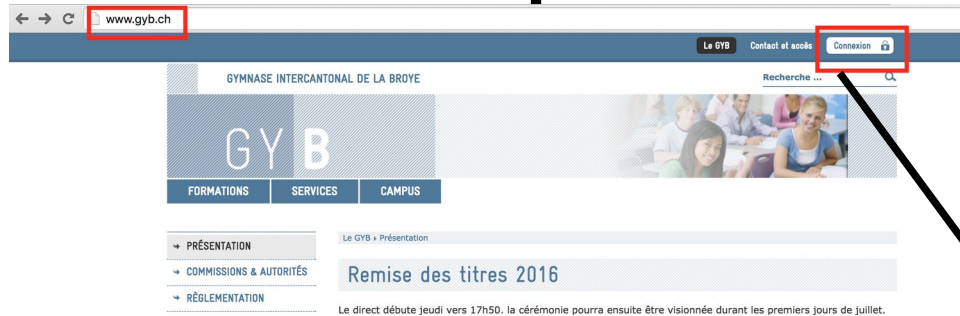 www.gyb.ch
Le GYB Contact et accès Connexion
GYMNASE INTERCANTONAL DE LA BROYE
Recherche ...
GYB
FORMATIONS SERVICES CAMPUS
→ PRÉSENTATION
Le GYB ▸ Présentation
→ COMMISSIONS & AUTORITÉS
Remise des titres 2016
→ RÈGLEMENTATION
Le direct débute jeudi vers 17h50. la cérémonie pourra ensuite être visionnée durant les premiers jours de juillet.